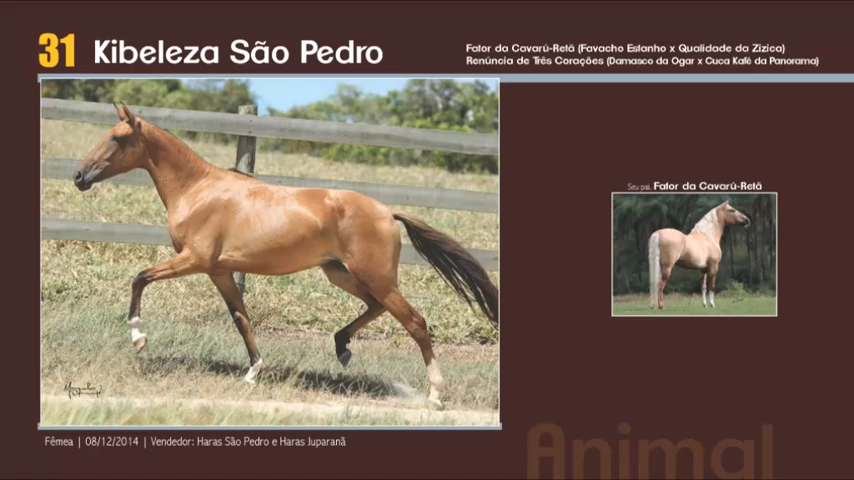 31 Kibeleza São Pedro
Fator da Cavarú-Retã (Favacho Estanho x Qualidade da Zizica)
Renúncia de Três Corações (Damasco da Ogar x Cuca Kafé da Panorama)
Seu pai: Fator da Cavarú-Retã
Fêmea | 08/12/2014 | Vendedor: Haras São Pedro e Haras Juparanã
Animal